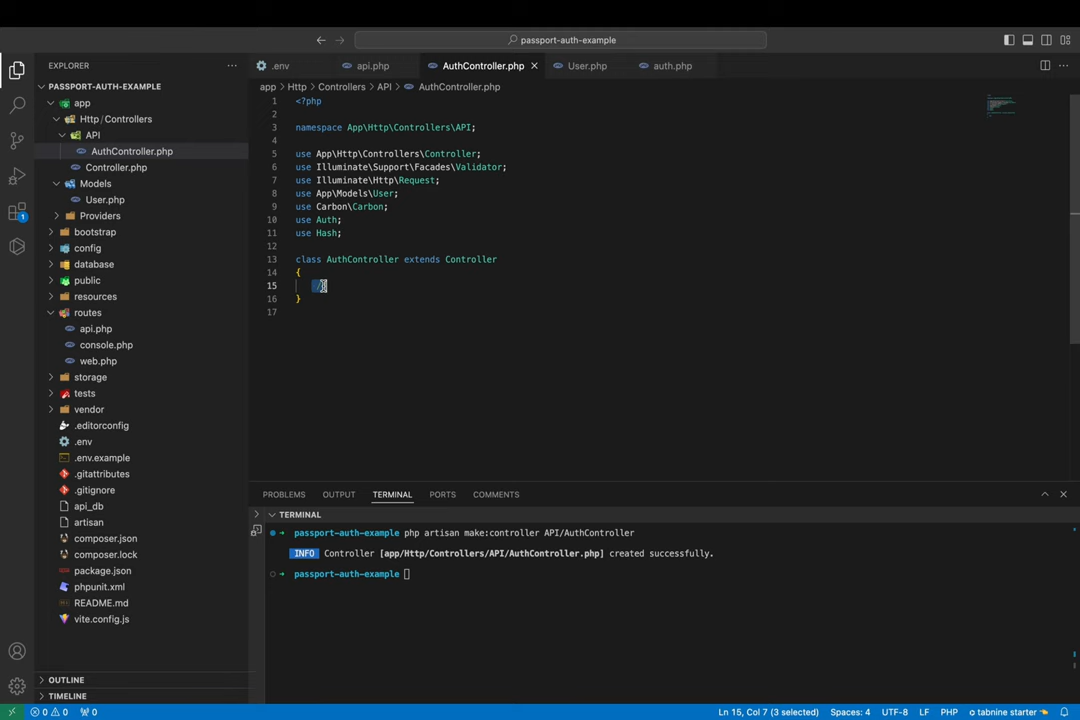 passport-auth-example
EXPLORER
.env
api.php
AuthController.php
User.php
auth.php
PASSPORT-AUTH-EXAMPLE
app
Http / Controllers
API
AuthController.php
Controller.php
Models
User.php
Providers
bootstrap
config
database
public
resources
routes
api.php
console.php
web.php
storage
tests
vendor
.editorconfig
.env
.env.example
.gitattributes
.gitignore
api_db
artisan
composer.json
composer.lock
package.json
phpunit.xml
README.md
vite.config.js
OUTLINE
TIMELINE
1
app > Http > Controllers > API > AuthController.php
1 <?php
2
3 namespace App\Http\Controllers\API;
4
5 use App\Http\Controllers\Controller;
6 use Illuminate\Support\Facades\Validator;
7 use Illuminate\Http\Request;
8 use App\Models\User;
9 use Carbon\Carbon;
10 use Auth;
11 use Hash;
12
13 class AuthController extends Controller
14 {
15
16 }
17
PROBLEMS OUTPUT TERMINAL PORTS COMMENTS
TERMINAL
passport-auth-example php artisan make:controller API/AuthController
INFO Controller [app/Http/Controllers/API/AuthController.php] created successfully.
passport-auth-example
0 0 0 Ln 15, Col 7 (3 selected) Spaces: 4 UTF-8 LF PHP tabnine starter